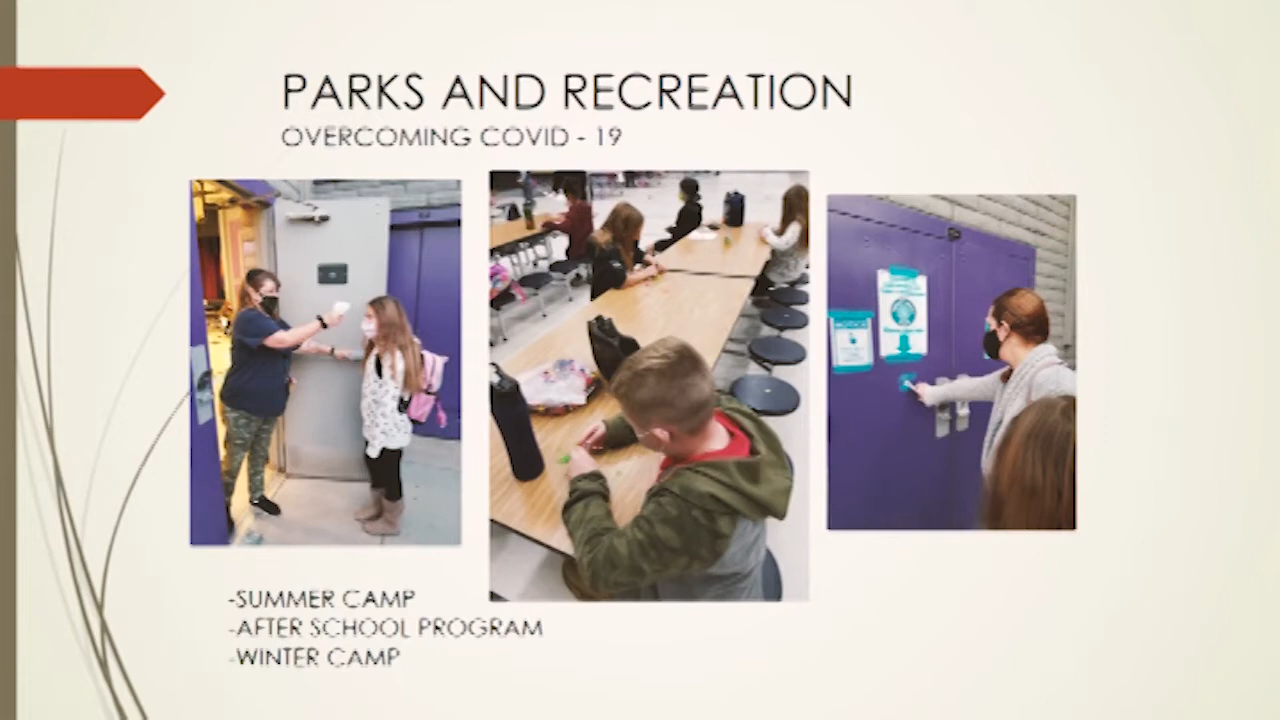 PARKS AND RECREATION
OVERCOMING COVID - 19
-SUMMER CAMP
-AFTER SCHOOL PROGRAM
-WINTER CAMP